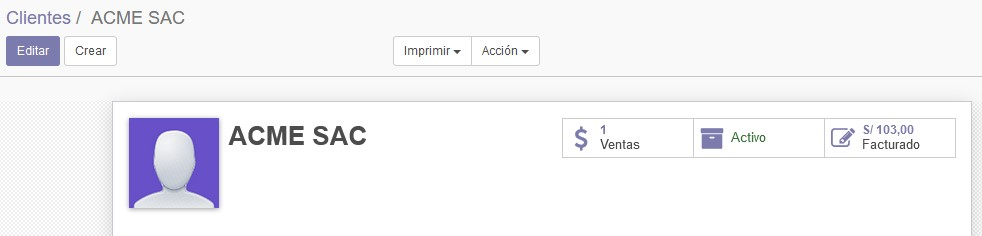 Clientes / ACME SAC
Editar Crear Imprimir Acción
ACME SAC
1
Ventas
Activo
S/ 103,00
Facturado